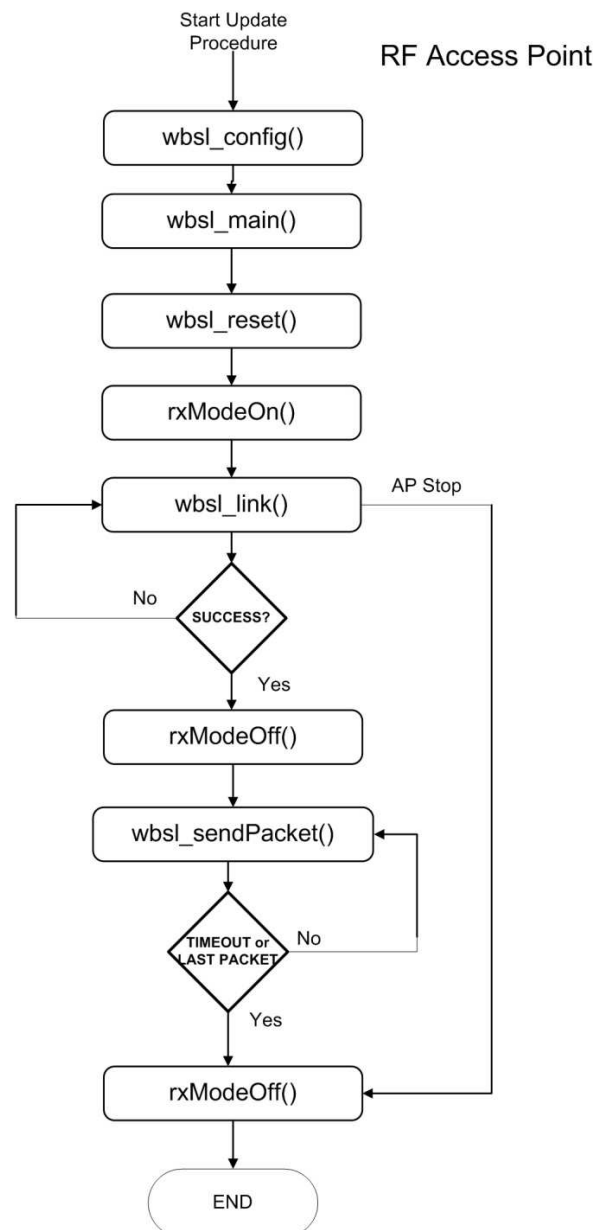 Start Update
Procedure
RF Access Point
wbsl_config()
wbsl_main()
wbsl_reset()
rxModeOn()
wbsl_link()
AP Stop
No
SUCCESS?
Yes
rxModeOff()
wbsl_sendPacket()
TIMEOUT or
LAST PACKET
No
Yes
rxModeOff()
END